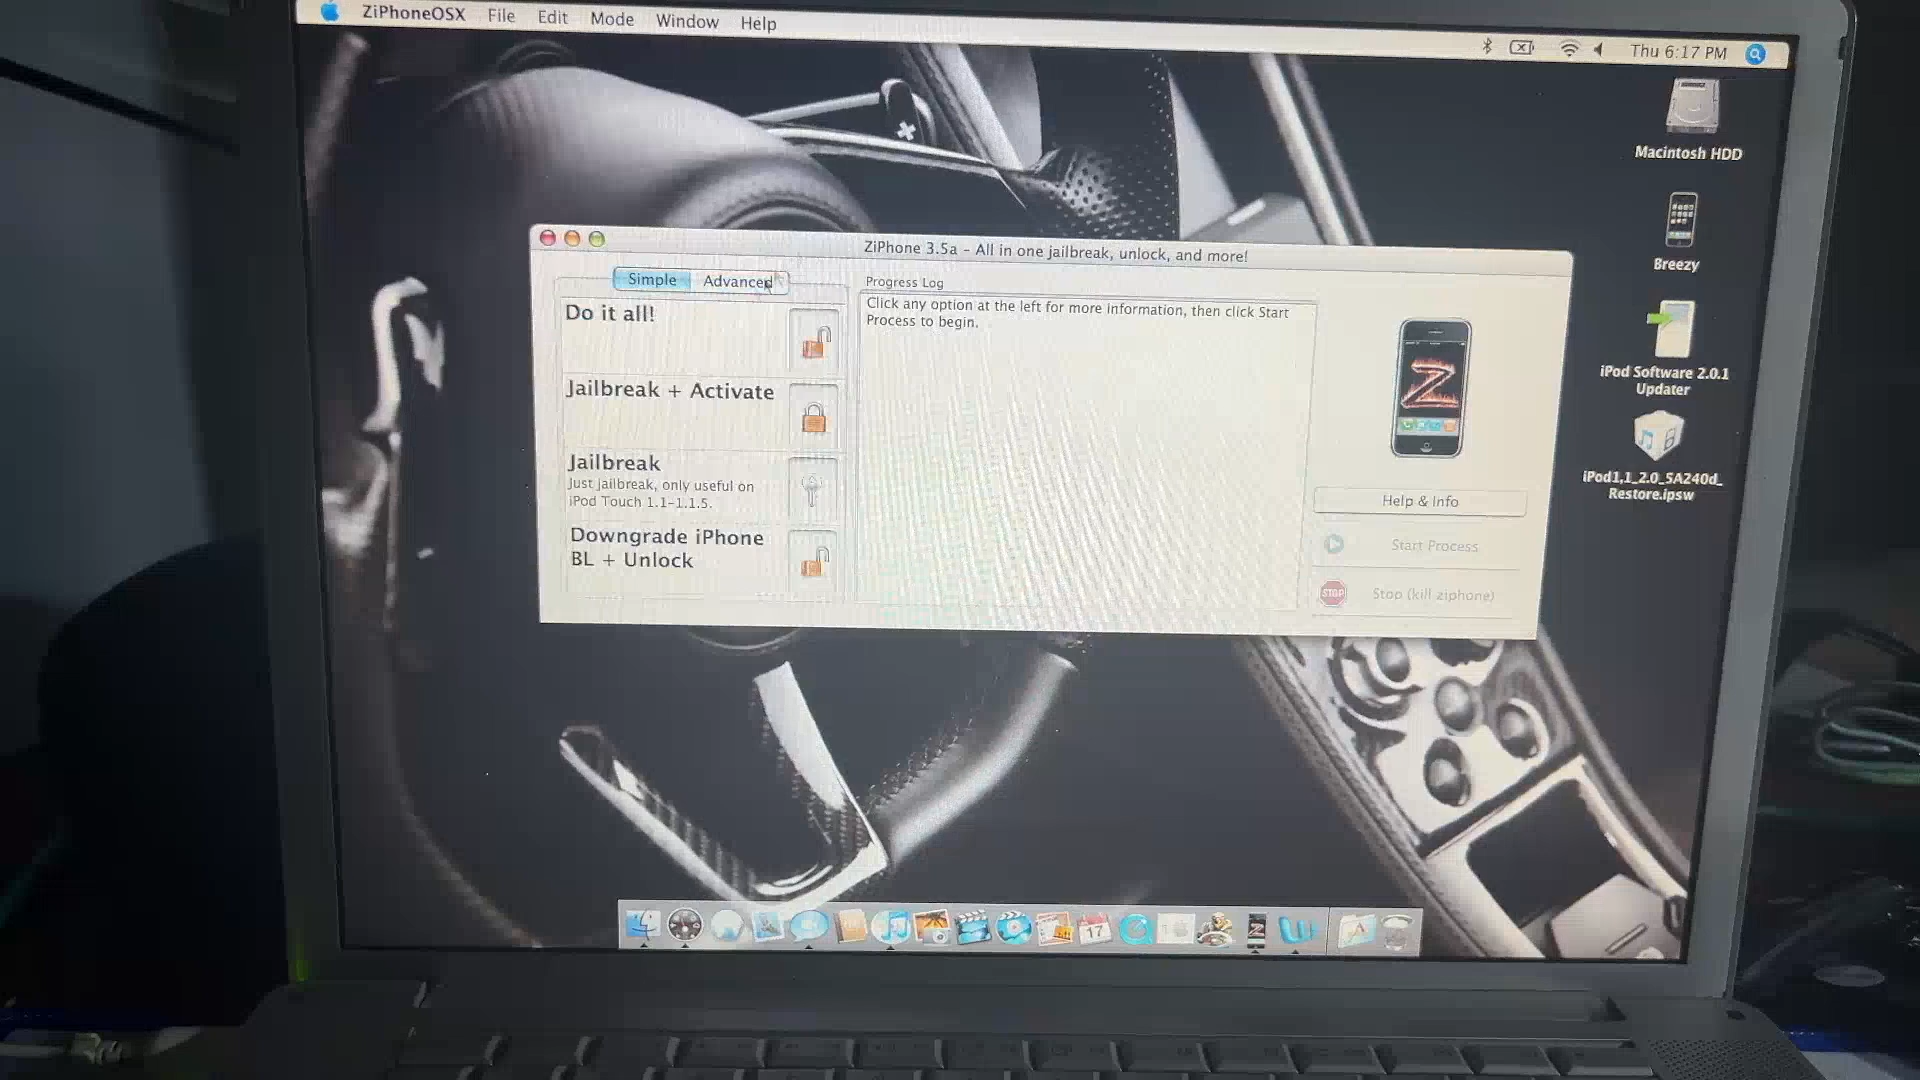 ZiPhoneOSX File Edit Mode Window Help
Thu 6:17 PM
Macintosh HDD
Breezy
iPod Software 2.0.1
Updater
iPod1,1_2.0_5A240d_
Restore.ipsw
ZiPhone 3.5a - All in one jailbreak, unlock, and more!
Simple Advanced
Do it all!
Jailbreak + Activate
Jailbreak
Just jailbreak, only useful on
iPod Touch 1.1-1.1.5.
Downgrade iPhone
BL + Unlock
Progress Log
Click any option at the left for more information, then click Start
Process to begin.
Z
Help & Info
Start Process
STOP Stop (kill ziphone)
17